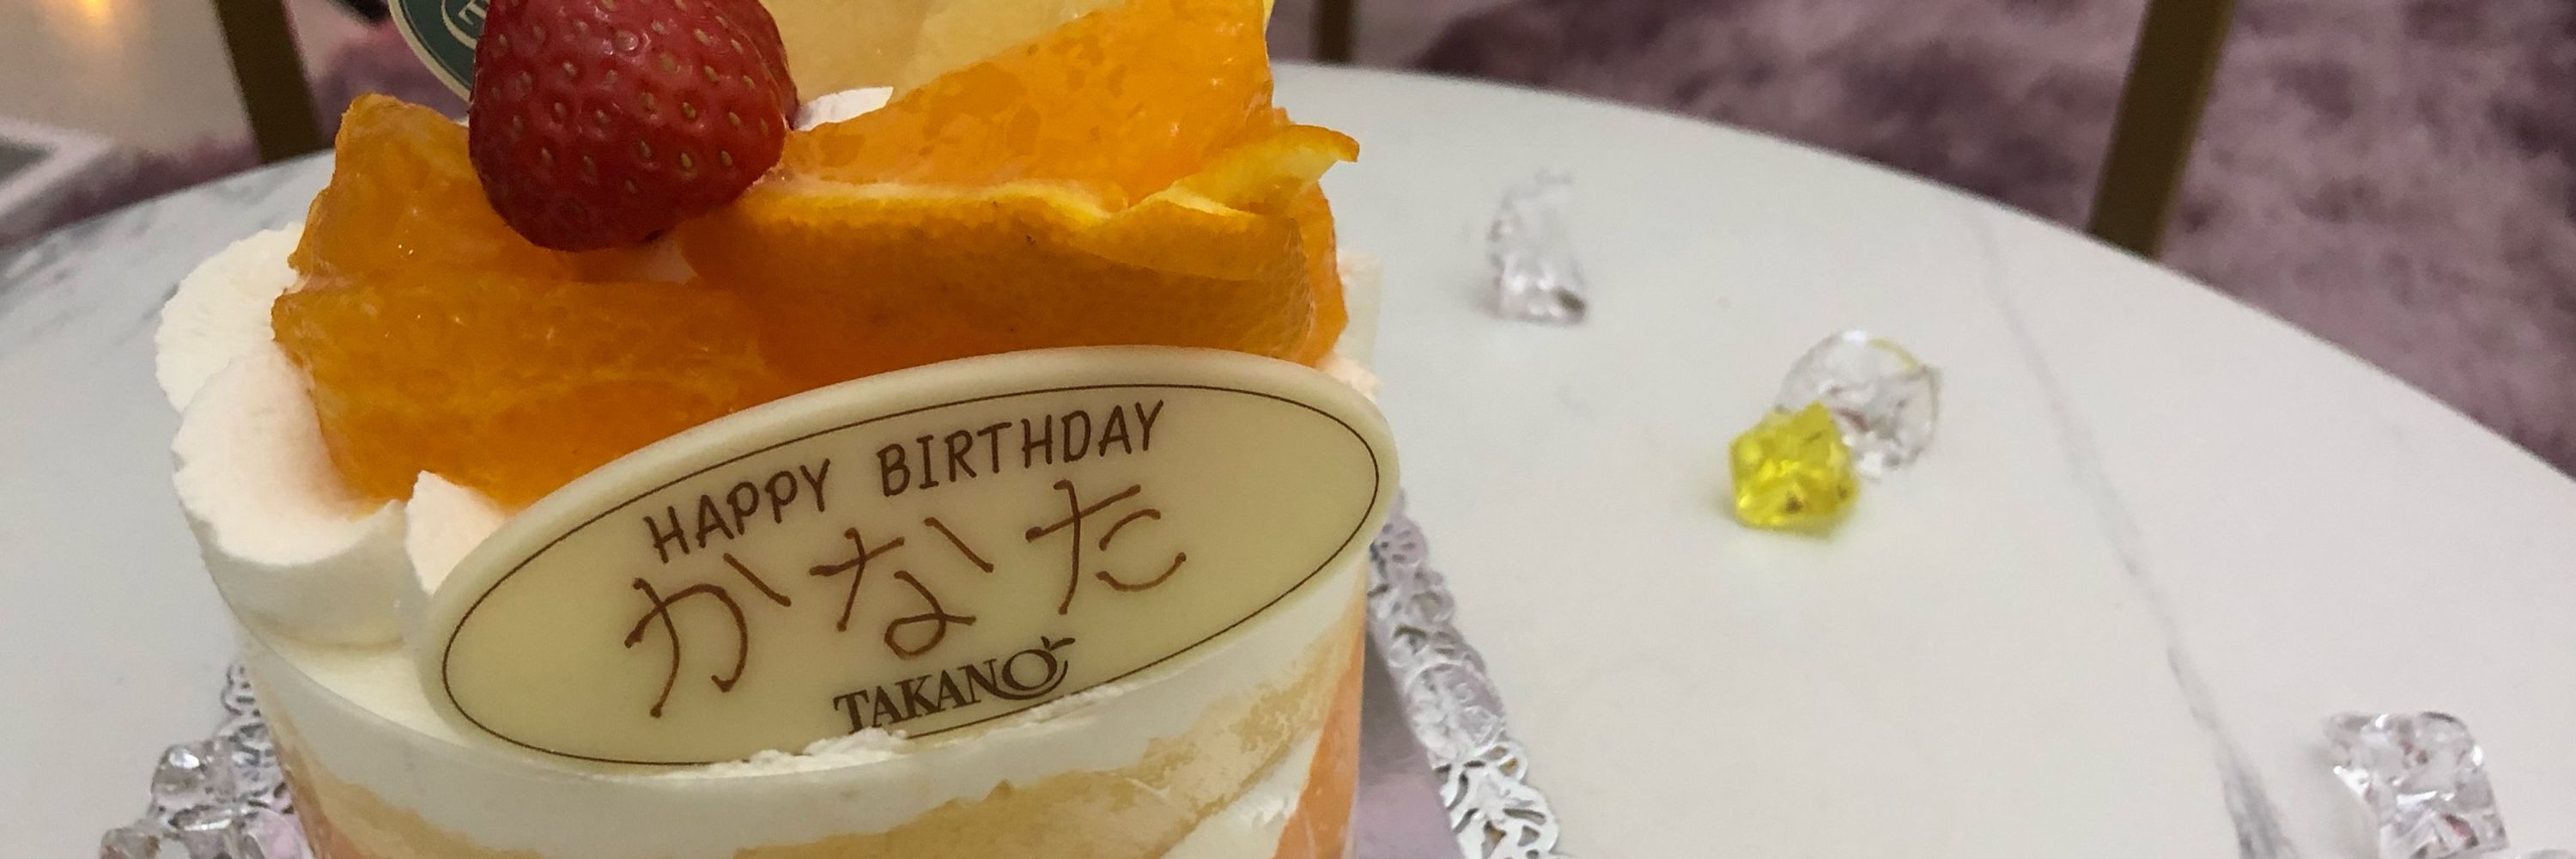 HAPPY BIRTHDAY
かなた
TAKANO